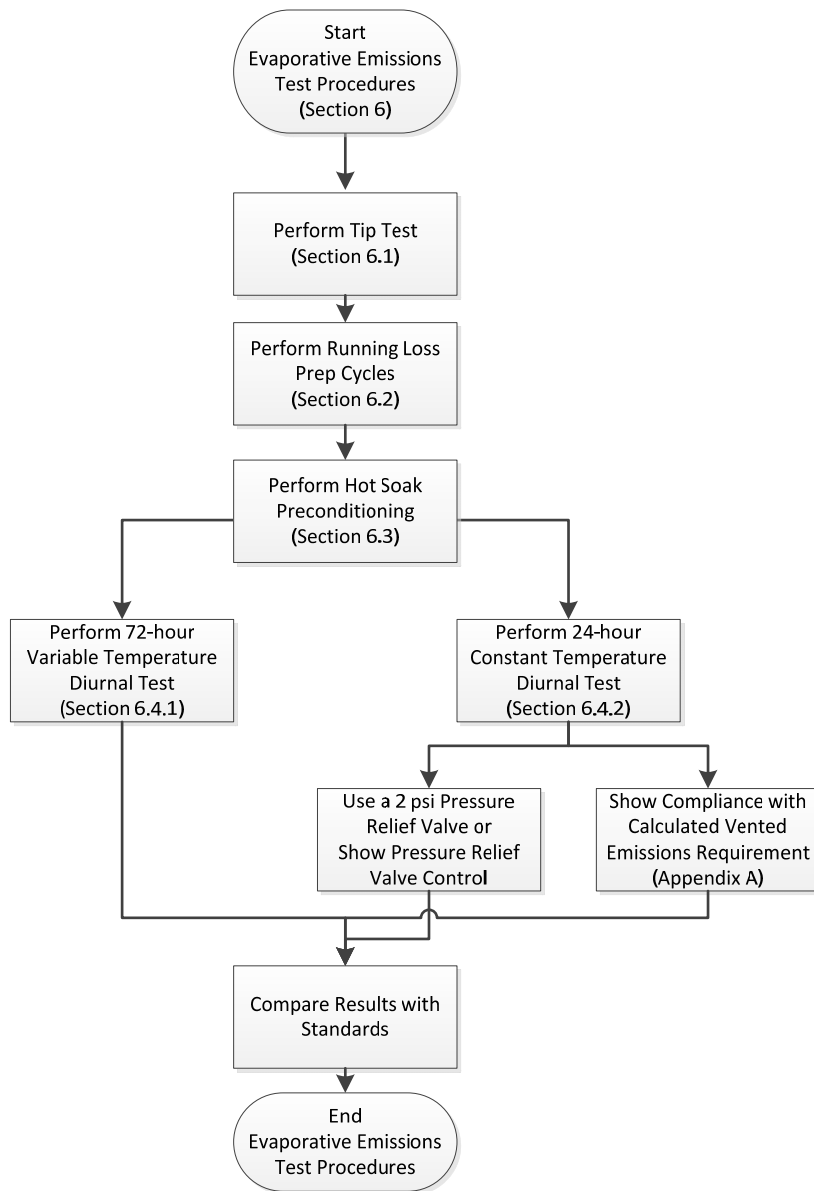 Start
Evaporative Emissions
Test Procedures
(Section 6)
Perform Tip Test
(Section 6.1)
Perform Running Loss
Prep Cycles
(Section 6.2)
Perform Hot Soak
Preconditioning
(Section 6.3)
Perform 72-hour
Variable Temperature
Diurnal Test
(Section 6.4.1)
Perform 24-hour
Constant Temperature
Diurnal Test
(Section 6.4.2)
Use a 2 psi Pressure
Relief Valve or
Show Pressure Relief
Valve Control
Show Compliance with
Calculated Vented
Emissions Requirement
(Appendix A)
Compare Results with
Standards
End
Evaporative Emissions
Test Procedures